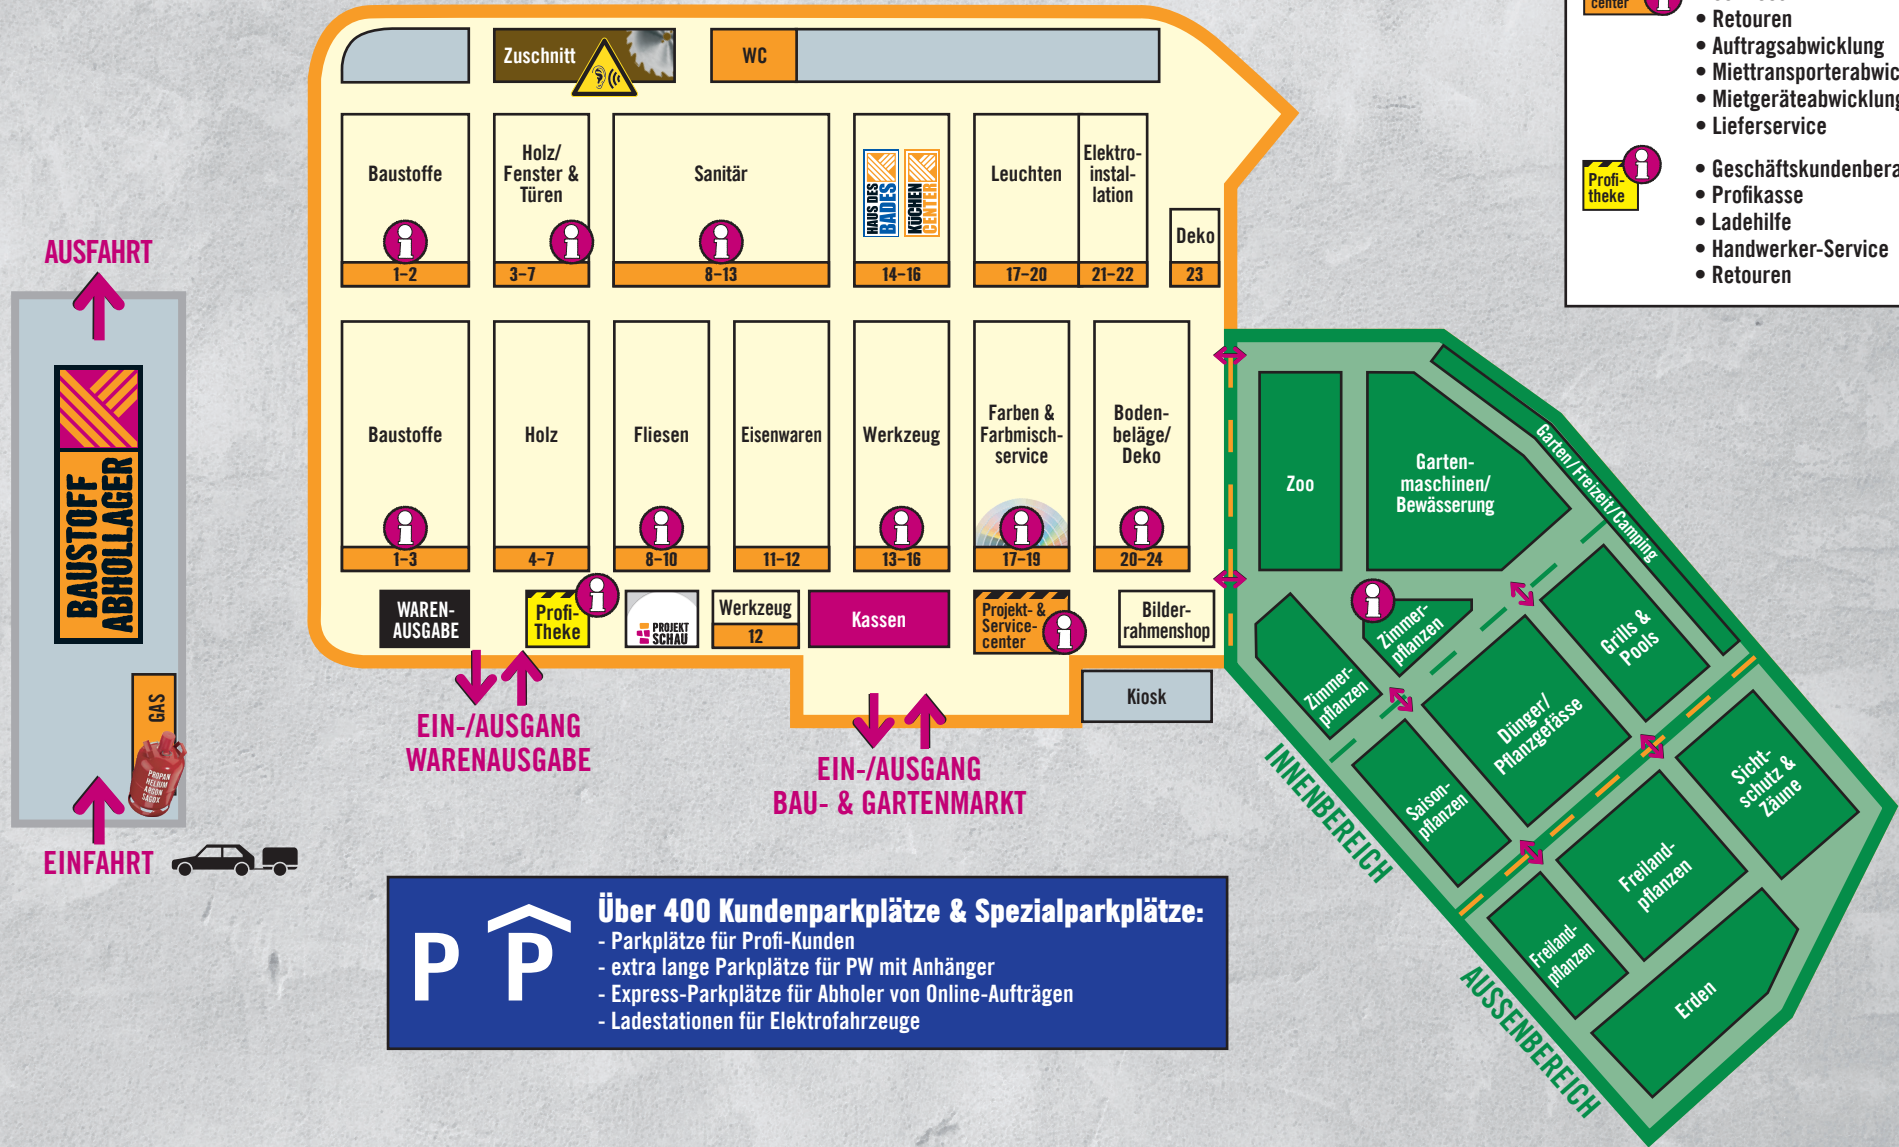 center
• Retouren
• Auftragsabwicklung
• Miettransporterabwic
• Mietgeräteabwicklung
• Lieferservice
Profi-
theke
• Geschäftskundenbera
• Profikasse
• Ladehilfe
• Handwerker-Service
• Retouren
Zuschnitt
WC
Baustoffe
1–2
Holz/
Fenster &
Türen
3–7
Sanitär
8–13
HAUS DES
BADES
KÜCHEN
CENTER
14–16
Leuchten
17–20
Elektro-
instal-
lation
21–22
Deko
23
Baustoffe
1–3
Holz
4–7
Fliesen
8–10
Eisenwaren
11–12
Werkzeug
13–16
Farben &
Farbmisch-
service
17–19
Boden-
beläge/
Deko
20–24
WAREN-
AUSGABE
Profi-
Theke
PROJEKT
SCHAU
Werkzeug
12
Kassen
Projekt- &
Service-
center
Bilder-
rahmenshop
Kiosk
EIN-/AUSGANG
WARENAUSGABE
EIN-/AUSGANG
BAU- & GARTENMARKT
AUSFAHRT
BAUSTOFF
ABHOLLAGER
GAS
PROPAN
HELIUM
ARGON
SAGOX
EINFAHRT
Zoo
Garten-
maschinen/
Bewässerung
Garten/Freizeit/Camping
Zimmer-
pflanzen
Zimmer-
pflanzen
Grills &
Pools
Dünger/
Pflanzgefässe
Saison-
pflanzen
Sicht-
schutz &
Zäune
Freiland-
pflanzen
Freiland-
pflanzen
Erden
INNENBEREICH
AUSSENBEREICH
P P
Über 400 Kundenparkplätze & Spezialparkplätze:
- Parkplätze für Profi-Kunden
- extra lange Parkplätze für PW mit Anhänger
- Express-Parkplätze für Abholer von Online-Aufträgen
- Ladestationen für Elektrofahrzeuge